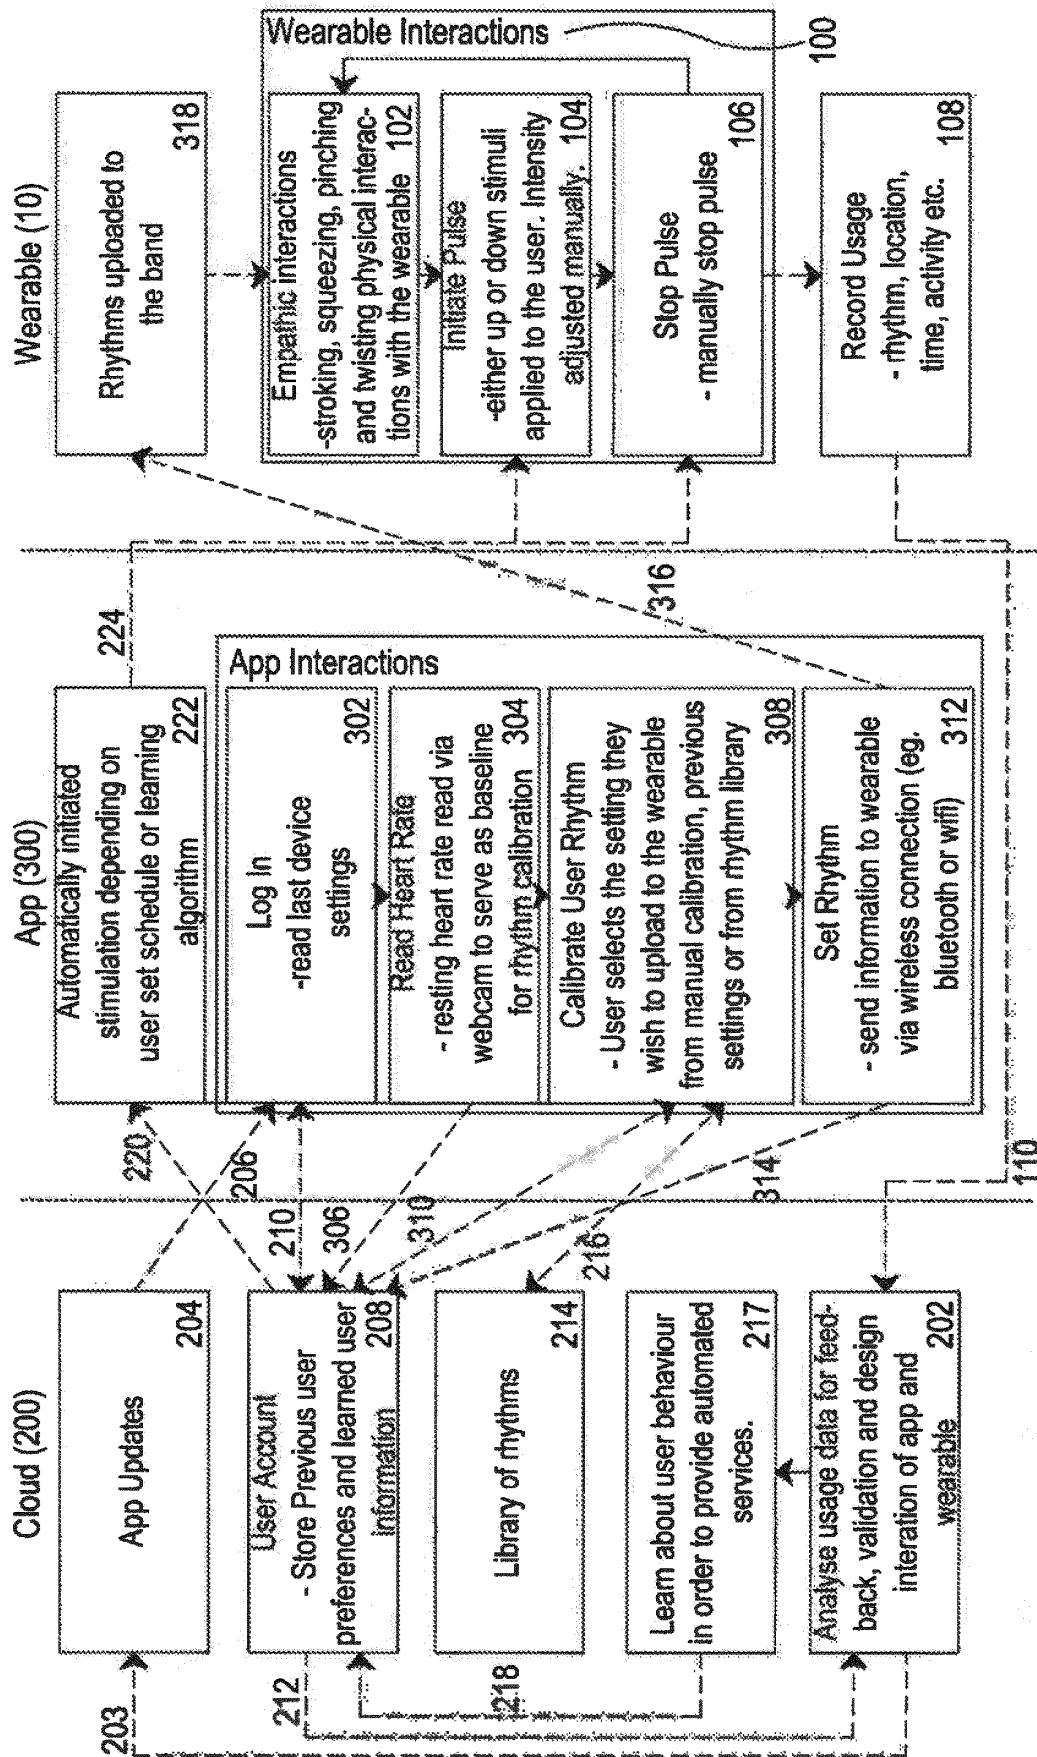 Cloud (200)
App Updates
204
User Account
- Store Previous user
preferences and learned user
information
208
Library of rhythms
214
Learn about user behaviour
in order to provide automated
services.
217
Analyse usage data for feed-
back, validation and design
interation of app and
wearable
202
203
212
218
220
206
210
306
310
216
314
110
App (300)
Automatically initiated
stimulation depending on
user set schedule or learning
algorithm
222
App Interactions
Log in
-read last device
settings
302
Read Heart Rate
- resting heart rate read via
webcam to serve as baseline
for rhythm calibration
304
Calibrate User Rhythm
- User selects the setting they
wish to upload to the wearable
from manual calibration, previous
settings or from rhythm library
308
Set Rhythm
- send information to wearable
via wireless connection (eg.
bluetooth or wifi)
312
224
316
Wearable (10)
Rhythms uploaded to
the band
318
Wearable Interactions
100
Empathic interactions
-stroking, squeezing, pinching
and twisting physical interac-
tions with the wearable 102
Initiate Pulse
-either up or down stimuli
applied to the user. Intensity
adjusted manually. 104
Stop Pulse
- manually stop pulse
106
Record Usage
- rhythm, location,
time, activity etc.
108